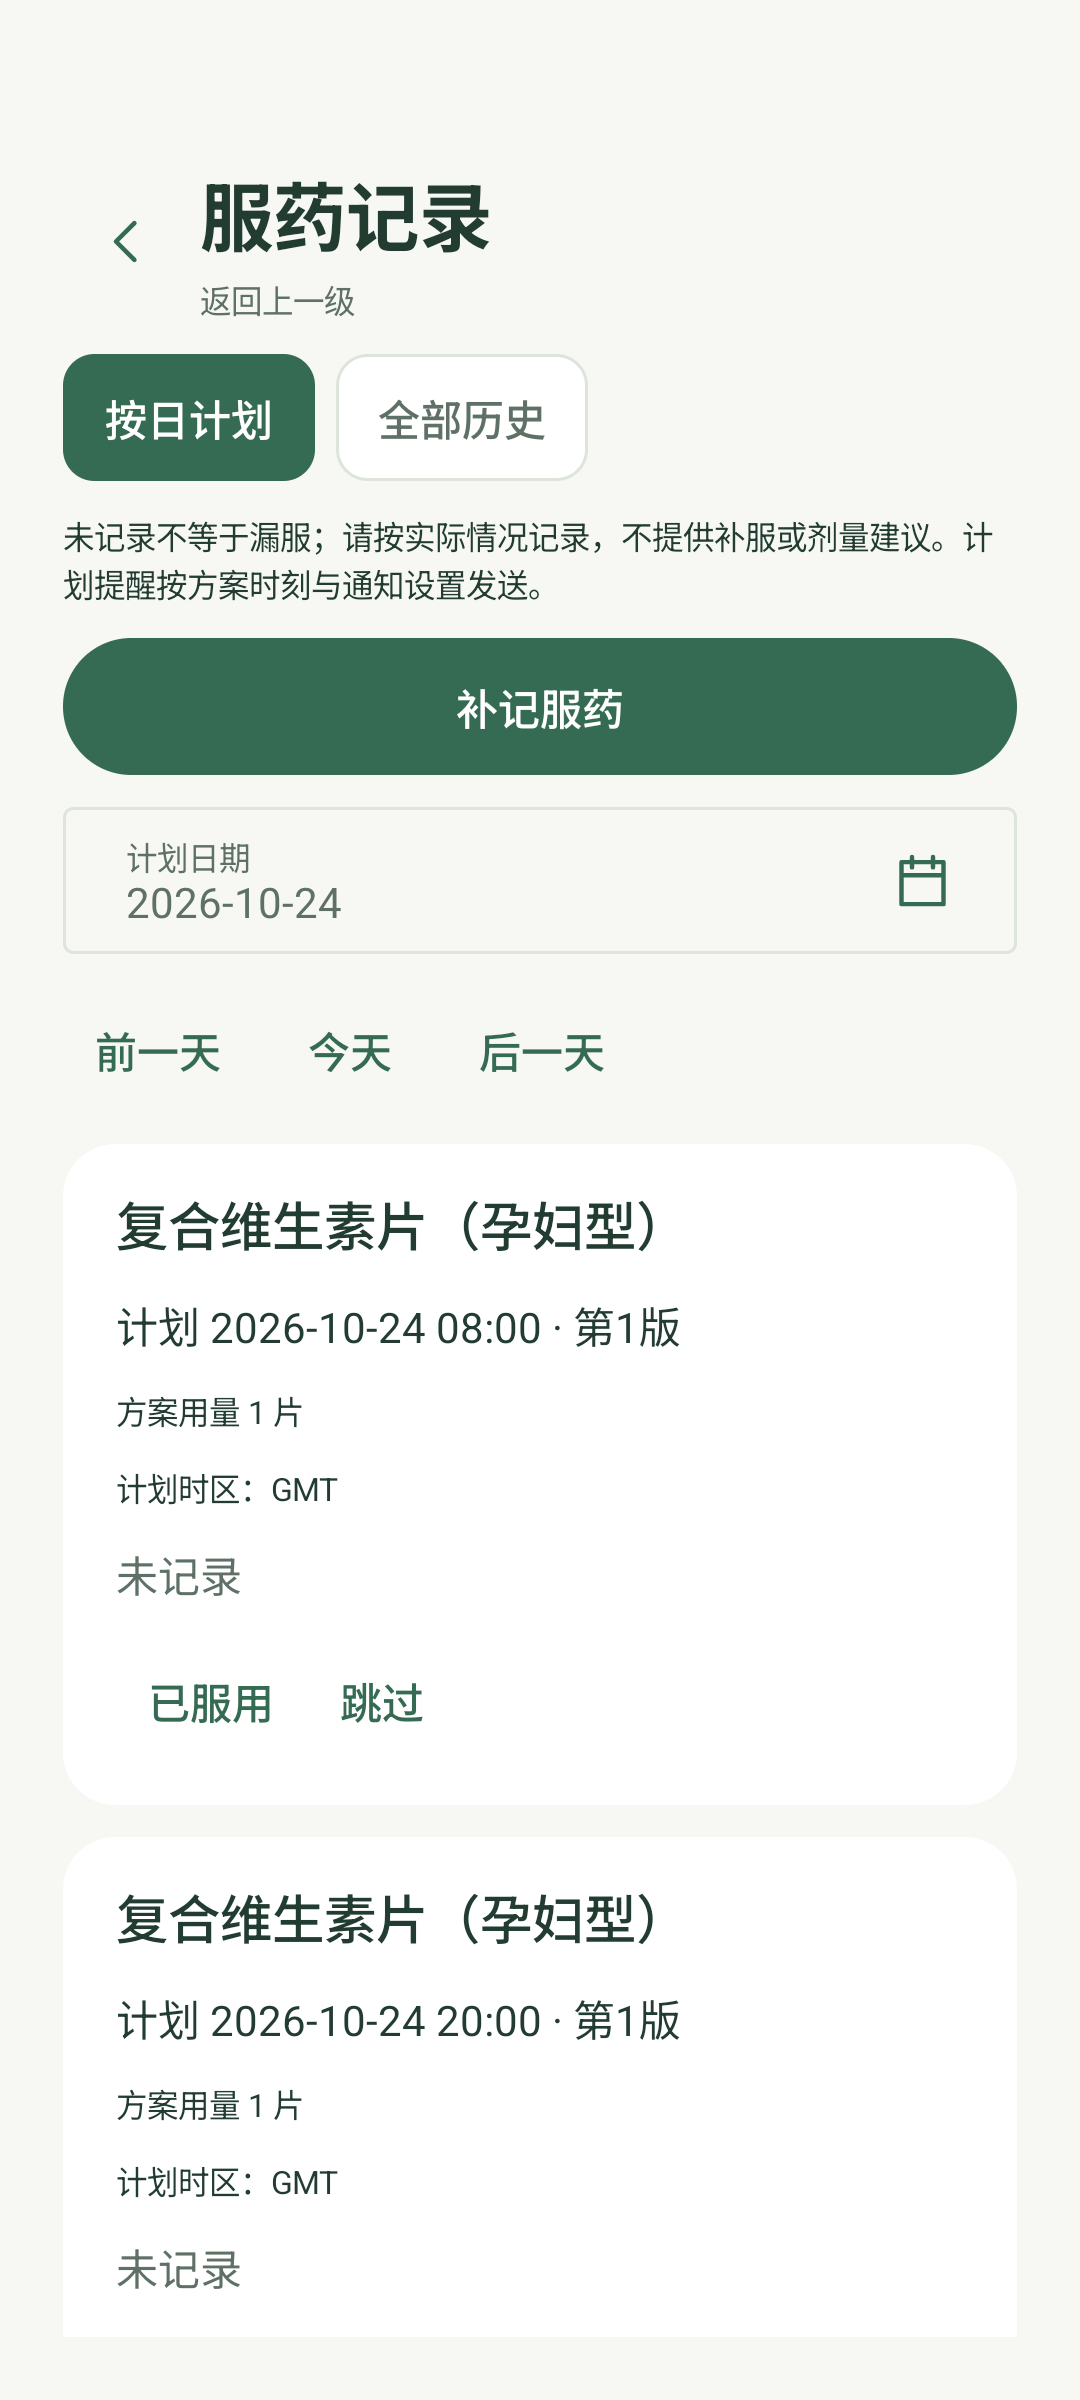 服药记录
返回上一级
按日计划
全部历史
未记录不等于漏服；请按实际情况记录，不提供补服或剂量建议。计
划提醒按方案时刻与通知设置发送。
补记服药
计划日期
2026-10-24
前一天
今天
后一天
复合维生素片（孕妇型）
计划 2026-10-24 08:00 · 第1版
方案用量 1 片
计划时区：GMT
未记录
已服用
跳过
复合维生素片（孕妇型）
计划 2026-10-24 20:00 · 第1版
方案用量 1 片
计划时区：GMT
未记录